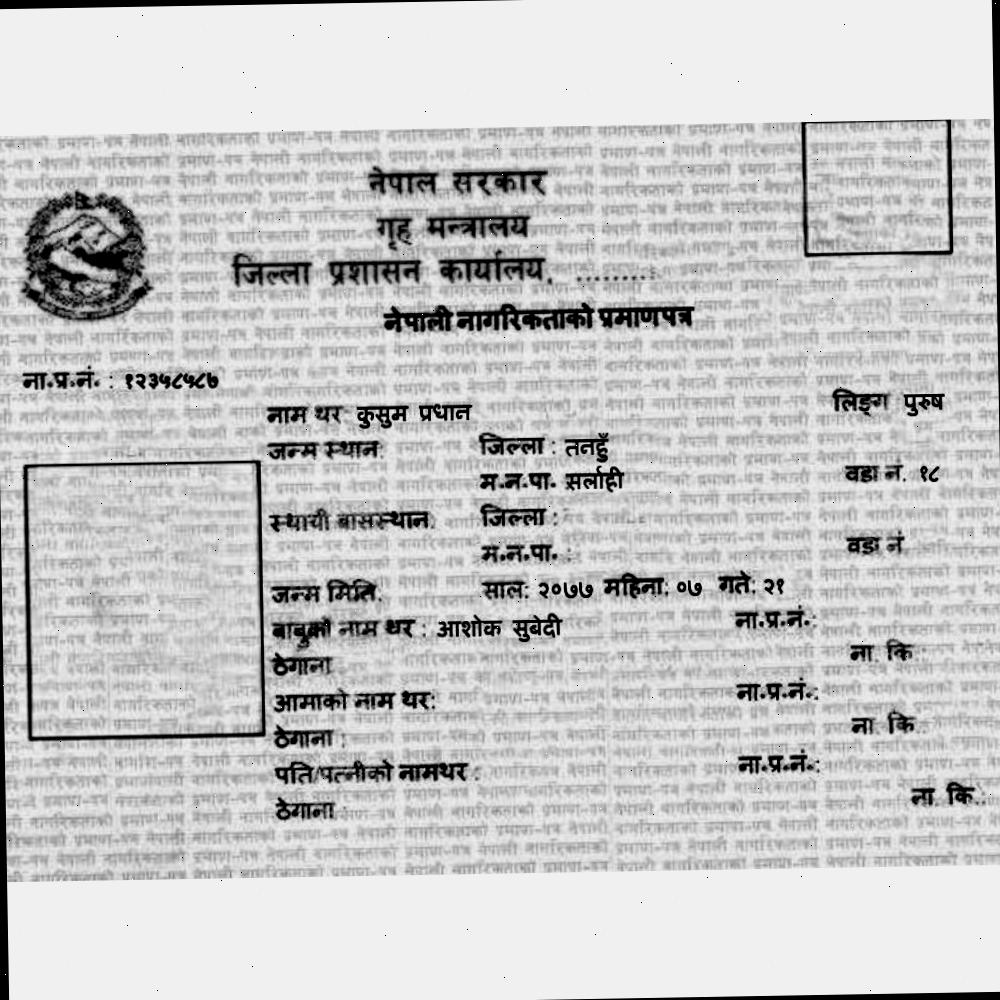 नेपाल सरकार
गृह मन्त्रालय
जिल्ला प्रशासन कार्यालय, ..........
नेपाली नागरिकताको प्रमाणपत्र
ना.प्र.नं. : १२३५८५८७
नाम थर कुसुम प्रधान लिङ्ग पुरुष
जन्म स्थान: जिल्ला : तनहुँ
म.न.पा. सर्लाही वडा नं. १८
स्थायी बासस्थान: जिल्ला :
म.न.पा. : वडा नं
जन्म मिति: साल: २०७७ महिना: ०७ गते: २१
बाबुको नाम थर : आशोक सुबेदी ना.प्र.नं.:
ठेगाना: ना. कि.:
आमाको नाम थर: ना.प्र.नं.:
ठेगाना : ना. कि.
पति/पत्नीको नामथर : ना.प्र.नं.:
ठेगाना : ना. कि.: